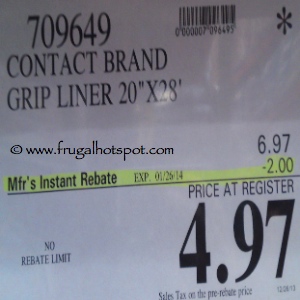 709649
0000007096495
*
CONTACT BRAND
GRIP LINER 20"X28'
www.frugalhotspot.com
6.97
Mfr's Instant Rebate EXP. 01/26/14 -2.00
PRICE AT REGISTER
4.97
NO
REBATE LIMIT
Sales Tax on the pre-rebate price